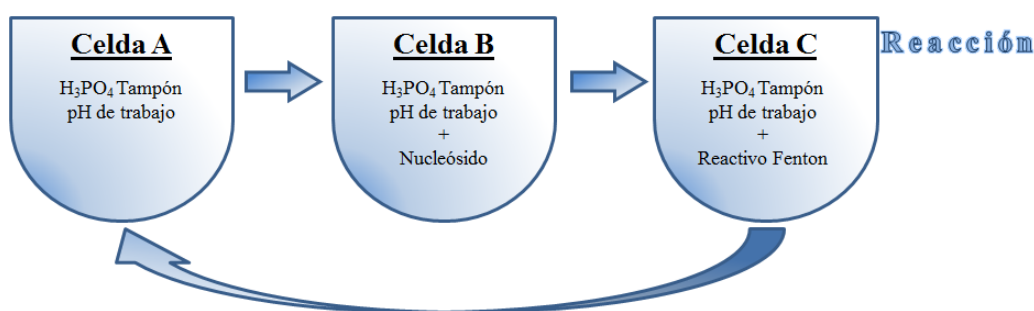 Celda A
H₃PO₄ Tampón
pH de trabajo
Celda B
H₃PO₄ Tampón
pH de trabajo
+
Nucleósido
Celda C
H₃PO₄ Tampón
pH de trabajo
+
Reactivo Fenton
Reacción